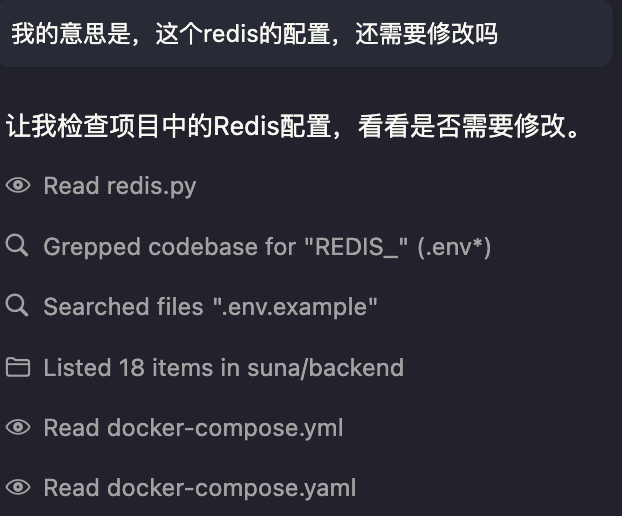 我的意思是，这个redis的配置，还需要修改吗
让我检查项目中的Redis配置，看看是否需要修改。
Read redis.py
Grepped codebase for "REDIS_" (.env*)
Searched files ".env.example"
Listed 18 items in suna/backend
Read docker-compose.yml
Read docker-compose.yaml